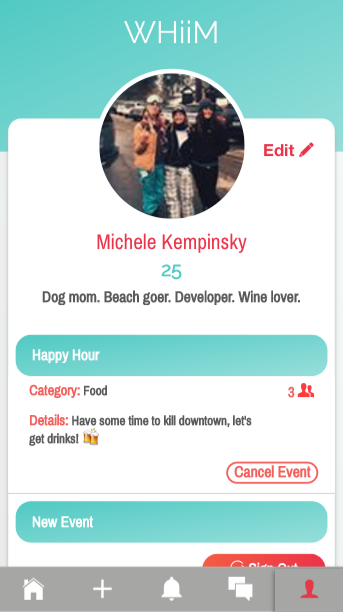 WHiiM
Edit
Michele Kempinsky
25
Dog mom. Beach goer. Developer. Wine lover.
Happy Hour
Category: Food
3
Details: Have some time to kill downtown, let's
get drinks! 🍻
Cancel Event
New Event
Sign Out